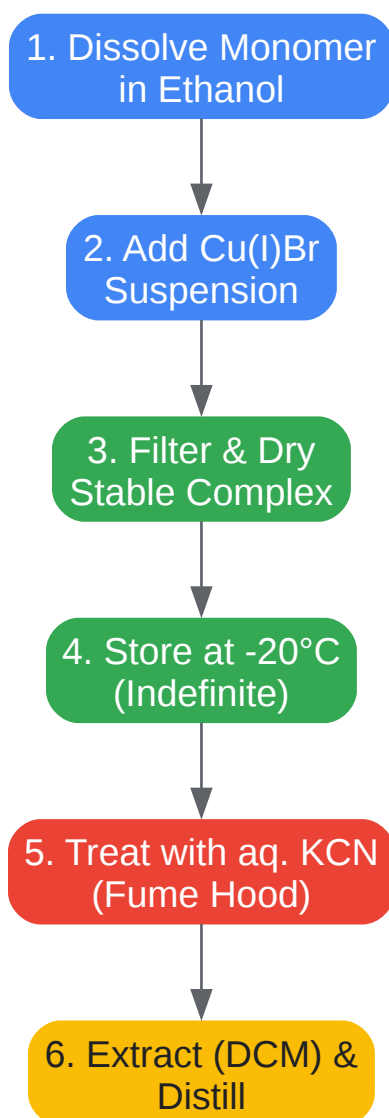 1. Dissolve Monomer
in Ethanol
2. Add Cu(I)Br
Suspension
3. Filter & Dry
Stable Complex
4. Store at -20°C
(Indefinite)
5. Treat with aq. KCN
(Fume Hood)
6. Extract (DCM) &
Distill